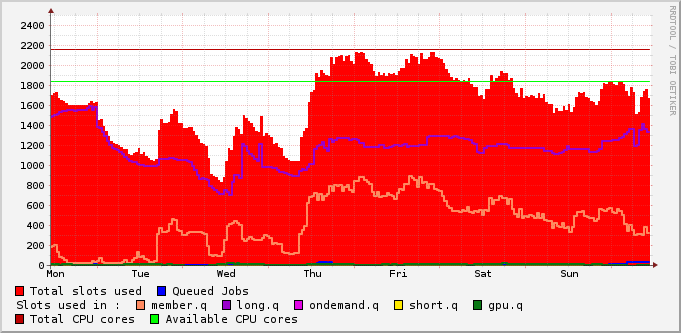 RRDTOOL / TOBI OETIKER
2400
2200
2000
1800
1600
1400
1200
1000
800
600
400
200
0
Mon Tue Wed Thu Fri Sat Sun
Total slots used Queued Jobs
Slots used in : member.q long.q ondemand.q short.q gpu.q
Total CPU cores Available CPU cores